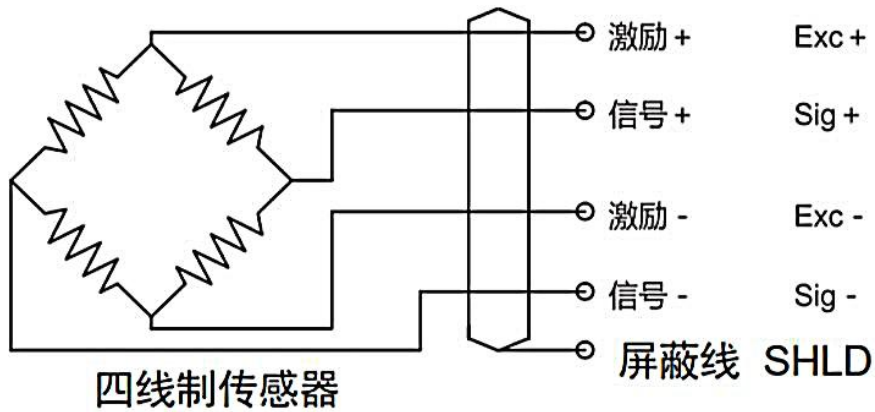 激励+ Exc+
信号+ Sig+
激励- Exc-
信号- Sig-
屏蔽线 SHLD
四线制传感器